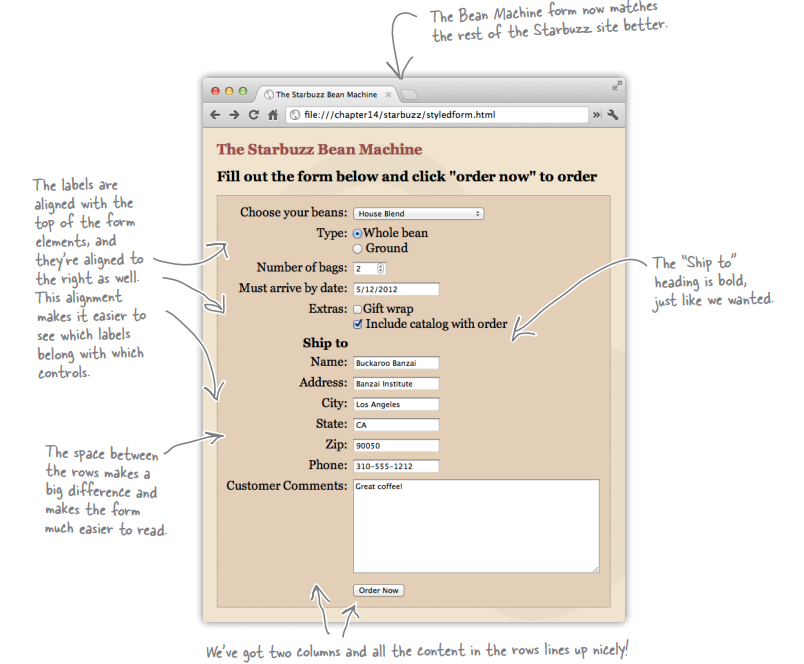 The Bean Machine form now matches
the rest of the Starbuzz site better.
The Starbuzz Bean Machine
file:///chapter14/starbuzz/styledform.html
The Starbuzz Bean Machine
Fill out the form below and click "order now" to order
The labels are
aligned with the
top of the form
elements, and
they're aligned to
the right as well.
This alignment
makes it easier to
see which labels
belong with which
controls.
Choose your beans: House Blend
Type: Whole bean
Ground
Number of bags: 2
Must arrive by date: 5/12/2012
Extras: Gift wrap
Include catalog with order
The "Ship to"
heading is bold,
just like we wanted.
Ship to
Name: Buckaroo Banzai
Address: Banzai Institute
City: Los Angeles
State: CA
Zip: 90050
Phone: 310-555-1212
Customer Comments: Great coffee!
The space between
the rows makes a
big difference and
makes the form
much easier to read.
Order Now
We've got two columns and all the content in the rows lines up nicely!